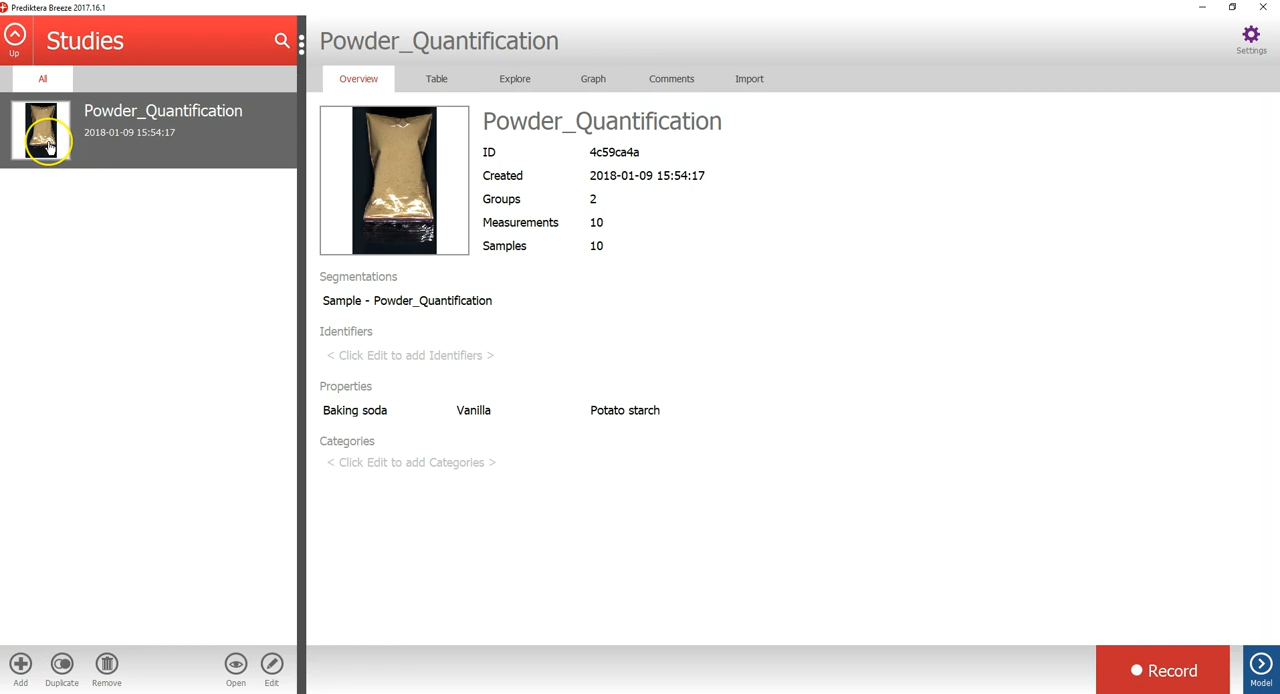 Prediktera Breeze 2017.16.1
Up
Studies
Powder_Quantification
Settings
All
Overview
Table
Explore
Graph
Comments
Import
Powder_Quantification
2018-01-09 15:54:17
Powder_Quantification
ID 4c59ca4a
Created 2018-01-09 15:54:17
Groups 2
Measurements 10
Samples 10
Segmentations
Sample - Powder_Quantification
Identifiers
< Click Edit to add Identifiers >
Properties
Baking soda Vanilla Potato starch
Categories
< Click Edit to add Categories >
Add
Duplicate
Remove
Open
Edit
Record
Model